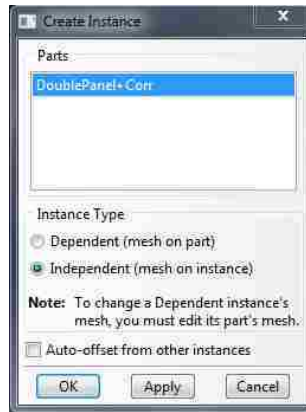 Create Instance
X
Parts
DoublePanel+Corr
Instance Type
Dependent (mesh on part)
Independent (mesh on instance)
Note: To change a Dependent instance's
mesh, you must edit its part's mesh.
Auto-offset from other instances
OK Apply Cancel